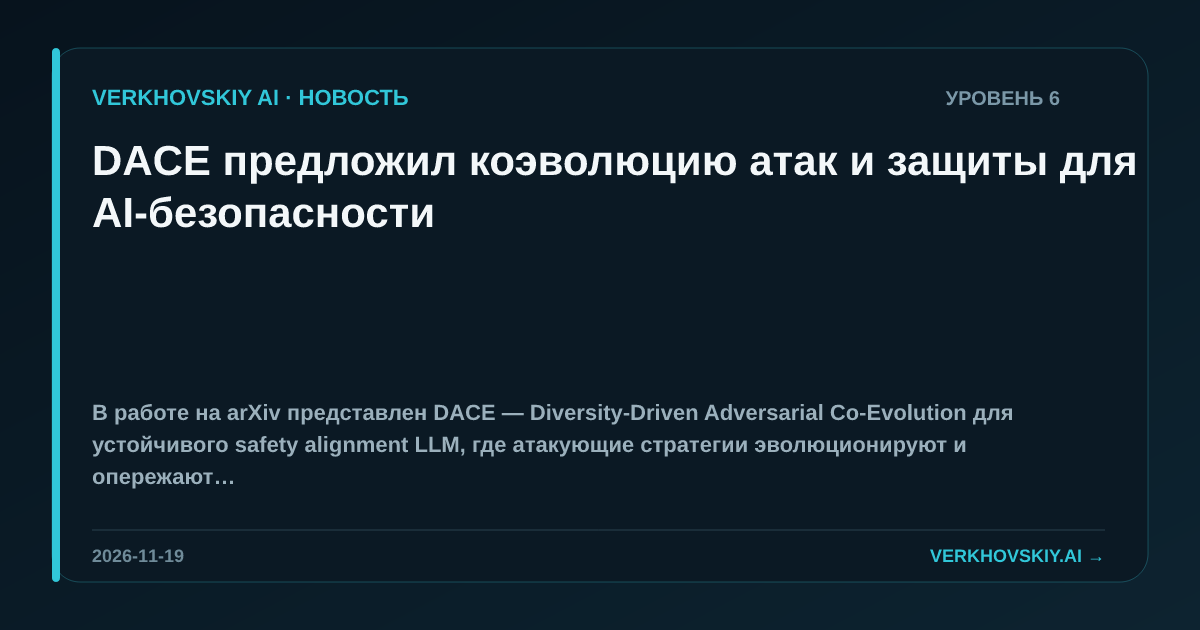 VERKHOVSKIY AI · НОВОСТЬ
УРОВЕНЬ 6
DACE предложил коэволюцию атак и защиты для
AI-безопасности
В работе на arXiv представлен DACE — Diversity-Driven Adversarial Co-Evolution для
устойчивого safety alignment LLM, где атакующие стратегии эволюционируют и
опережают…
2026-11-19
VERKHOVSKIY.AI →